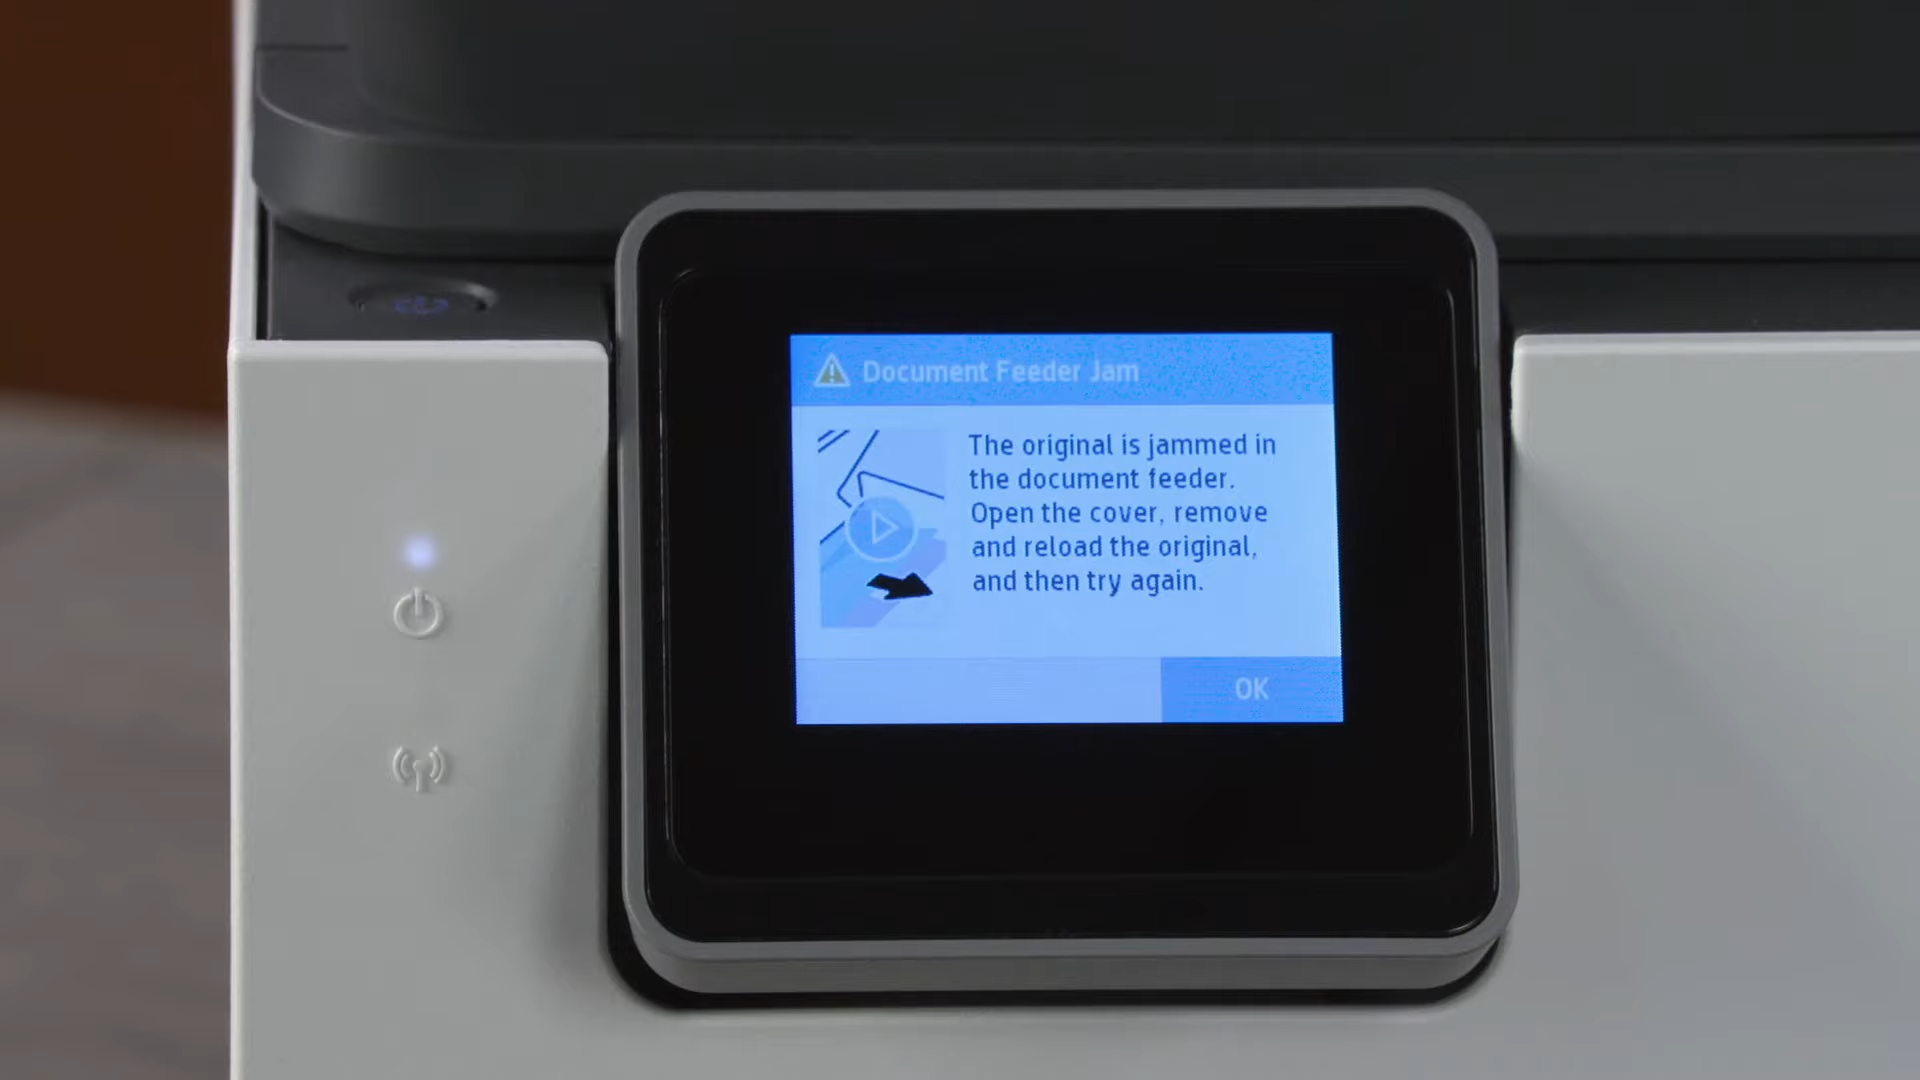 Document Feeder Jam
The original is jammed in
the document feeder.
Open the cover, remove
and reload the original,
and then try again.
OK